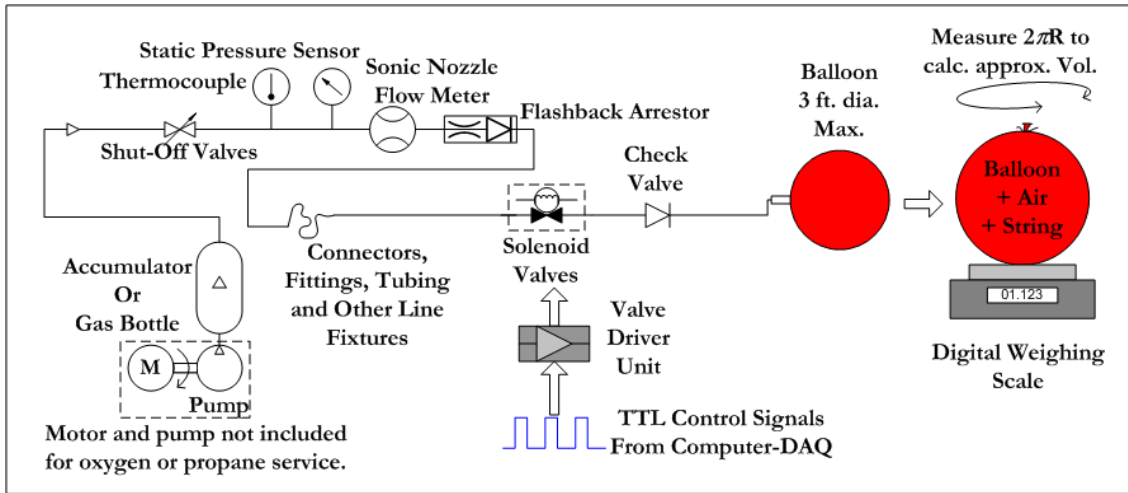 Static Pressure Sensor
Thermocouple
Sonic Nozzle
Flow Meter
Flashback Arrestor
Shut-Off Valves
Measure 2πR to
calc. approx. Vol.
Balloon
3 ft. dia.
Max.
Check
Valve
Balloon
+ Air
+ String
Solenoid
Valves
Connectors,
Fittings, Tubing
and Other Line
Fixtures
Accumulator
Or
Gas Bottle
M
Pump
Motor and pump not included
for oxygen or propane service.
Valve
Driver
Unit
TTL Control Signals
From Computer-DAQ
01.123
Digital Weighing
Scale